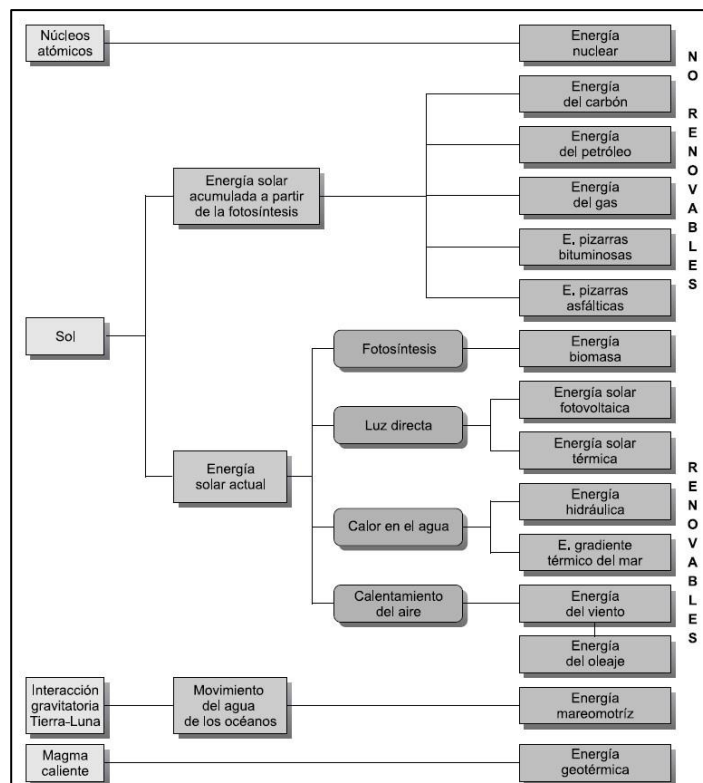 Núcleos
atómicos
Energía
nuclear
Energía solar
acumulada a partir
de la fotosíntesis
Energía
del carbón
Energía
del petróleo
Energía
del gas
E. pizarras
bituminosas
E. pizarras
asfálticas
NO RENOVABLES
Sol
Energía
solar actual
Fotosíntesis
Energía
biomasa
Luz directa
Energía solar
fotovoltaica
Energía solar
térmica
Calor en el agua
Energía
hidráulica
E. gradiente
térmico del mar
Calentamiento
del aire
Energía
del viento
Energía
del oleaje
RENOVABLES
Interacción
gravitatoria
Tierra-Luna
Movimiento
del agua
de los océanos
Energía
mareomotríz
Magma
caliente
Energía
geotérmica